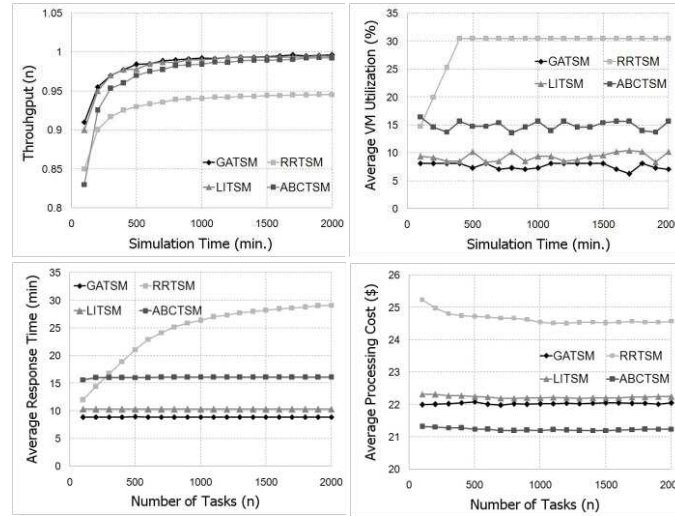 Throuhgput (n)
1.05
1
0.95
0.9
0.85
0.8
GATSM RRTSM
LITSM ABCTSM
0 500 1000 1500 2000
Simulation Time (min.)
Average VM Utilization (%)
35
30
25
20
15
10
5
0
GATSM RRTSM
LITSM ABCTSM
0 500 1000 1500 2000
Simulation Time (min.)
Average Response Time (min)
35
30
25
20
15
10
5
0
GATSM RRTSM
LITSM ABCTSM
0 500 1000 1500 2000
Number of Tasks (n)
Average Processing Cost ($)
26
25
24
23
22
21
20
GATSM RRTSM
LITSM ABCTSM
0 500 1000 1500 2000
Number of Tasks (n)